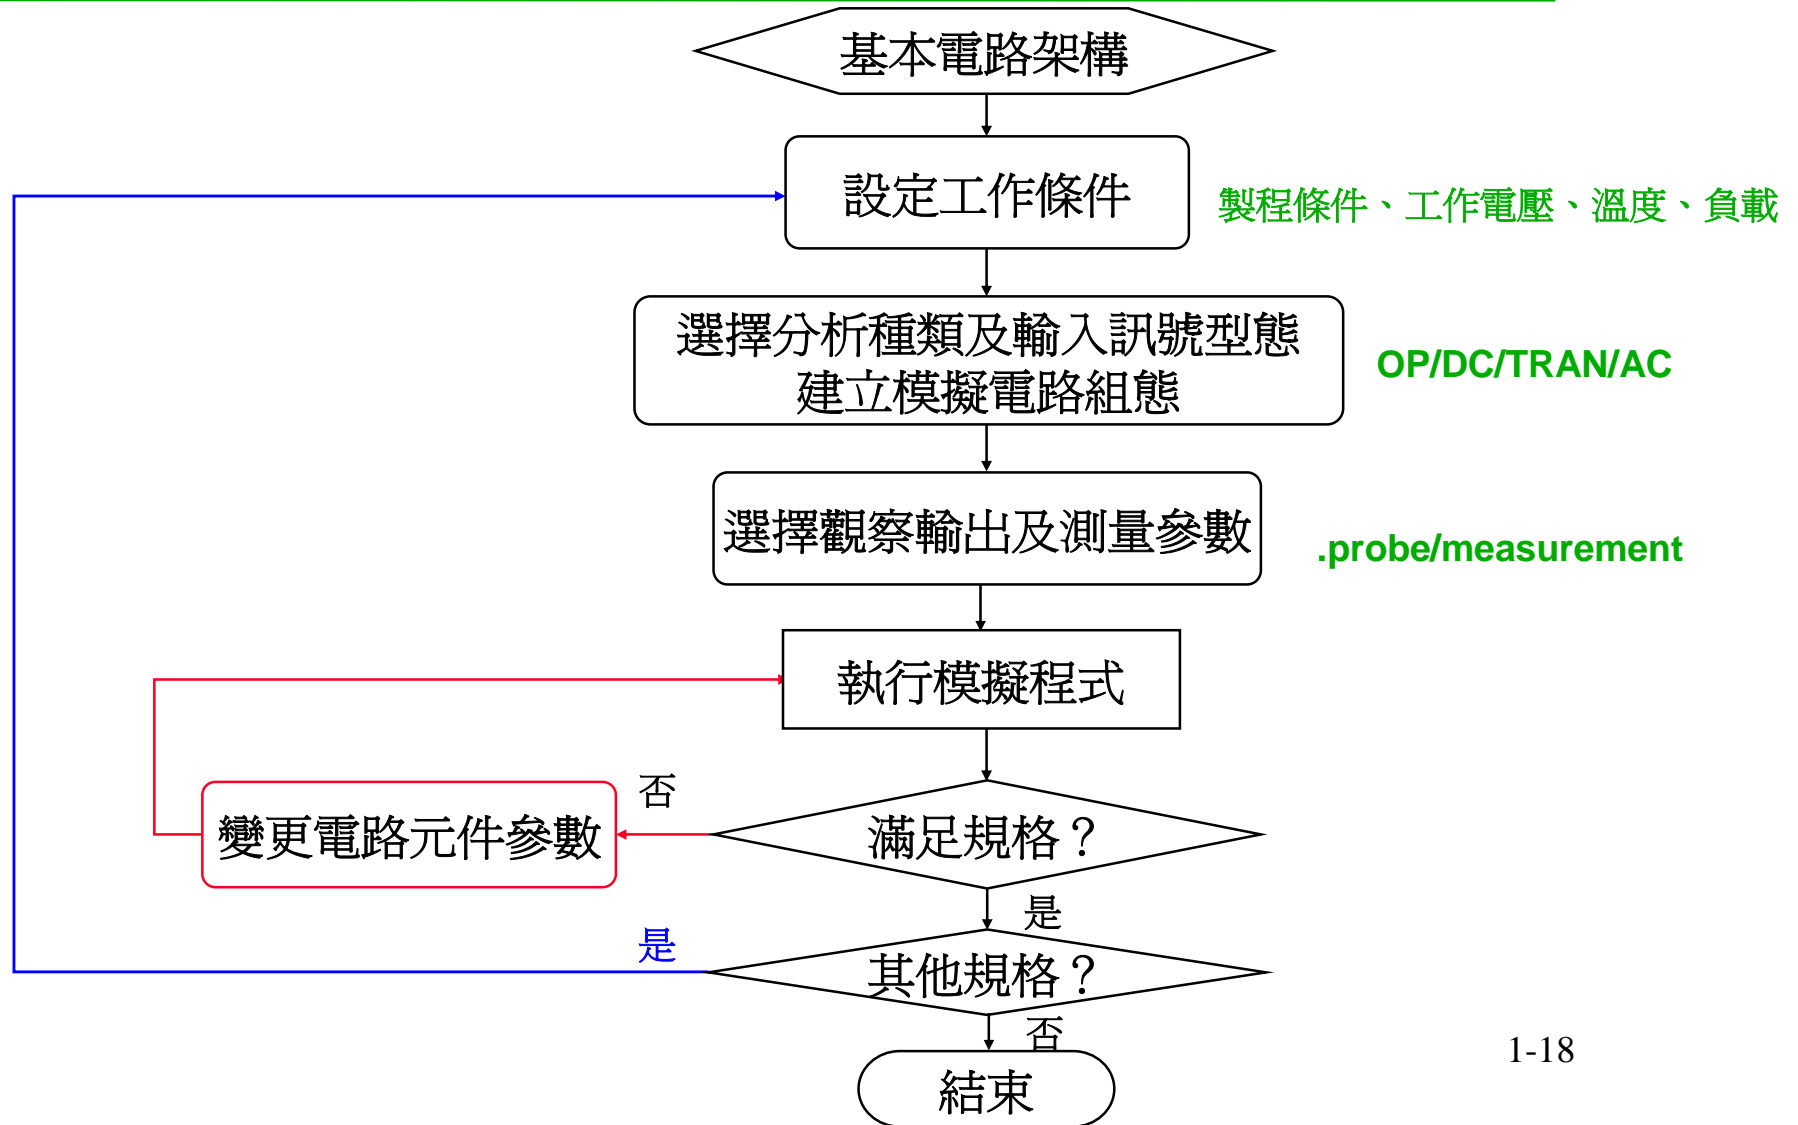 基本電路架構
設定工作條件
製程條件、工作電壓、溫度、負載
選擇分析種類及輸入訊號型態
建立模擬電路組態
OP/DC/TRAN/AC
選擇觀察輸出及測量參數
.probe/measurement
執行模擬程式
否
變更電路元件參數
滿足規格？
是
是
其他規格？
否
1-18
結束